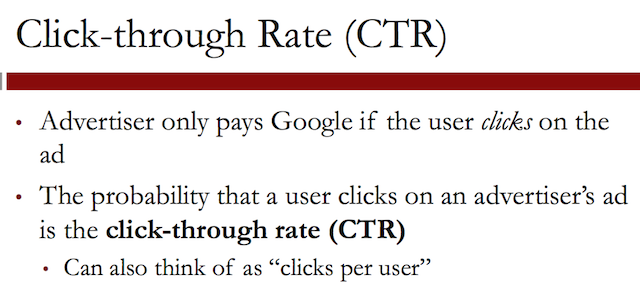 Click-through Rate (CTR)
• Advertiser only pays Google if the user clicks on the
ad
• The probability that a user clicks on an advertiser’s ad
is the click-through rate (CTR)
• Can also think of as “clicks per user”